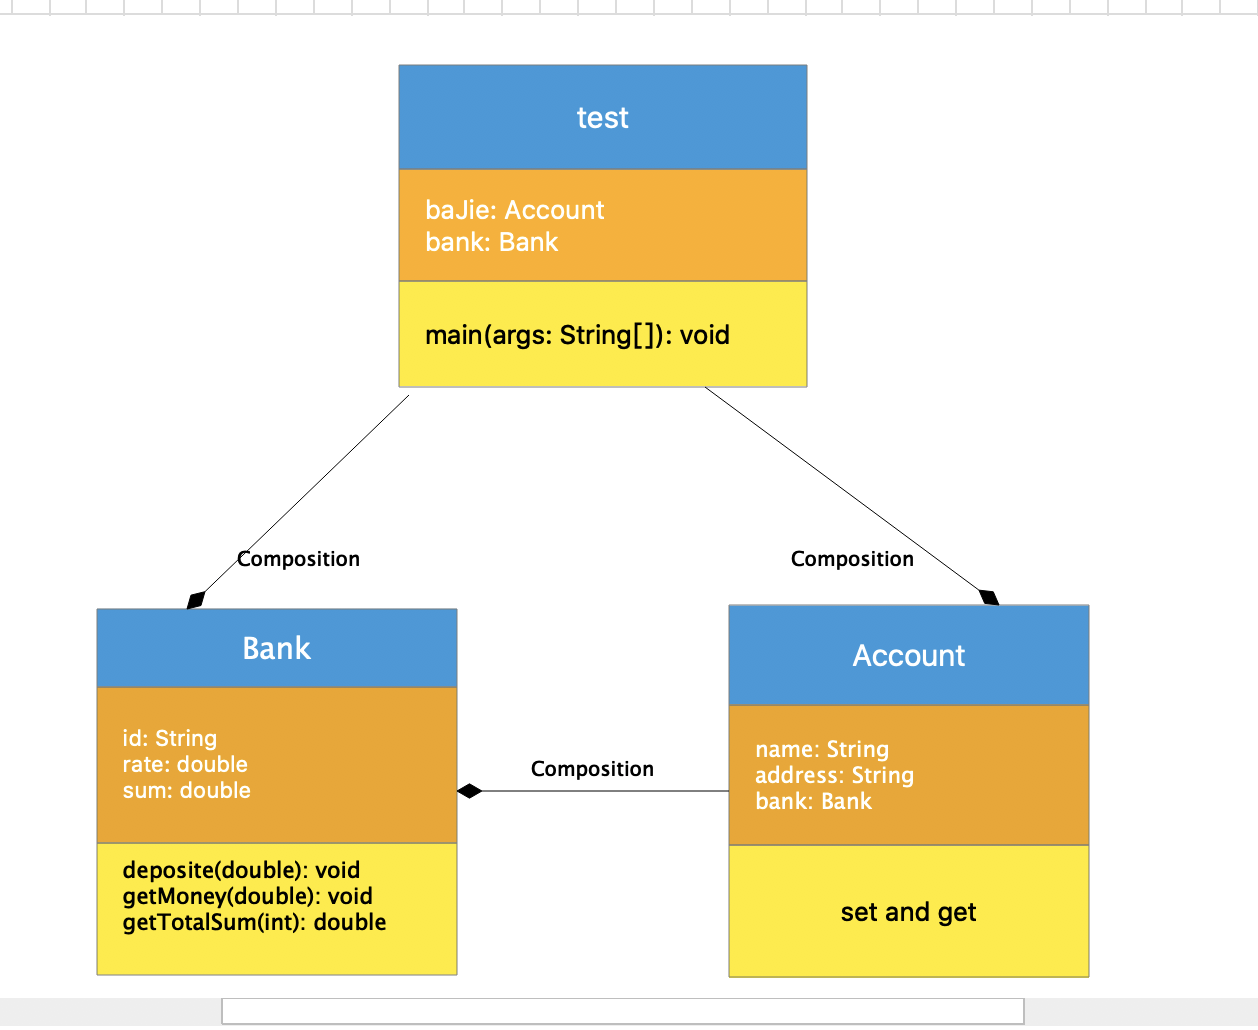 test
baJie: Account
bank: Bank
main(args: String[]): void
Composition
Composition
Bank
id: String
rate: double
sum: double
deposite(double): void
getMoney(double): void
getTotalSum(int): double
Composition
Account
name: String
address: String
bank: Bank
set and get